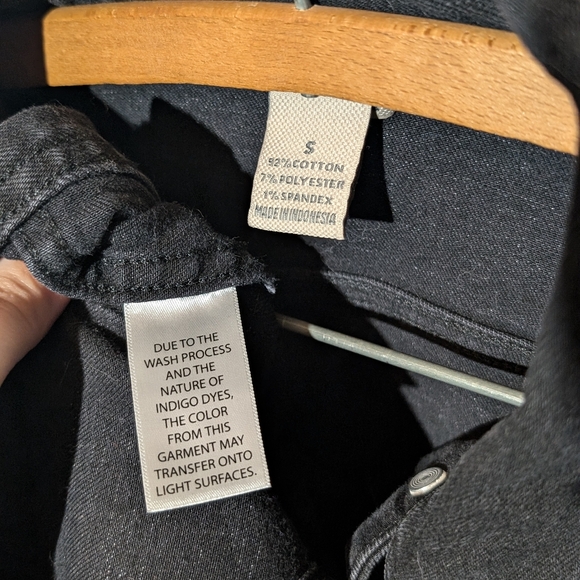 S
92% COTTON
7% POLYESTER
1% SPANDEX
MADE IN INDONESIA
DUE TO THE
WASH PROCESS
AND THE
NATURE OF
INDIGO DYES,
THE COLOR
FROM THIS
GARMENT MAY
TRANSFER ONTO
LIGHT SURFACES.